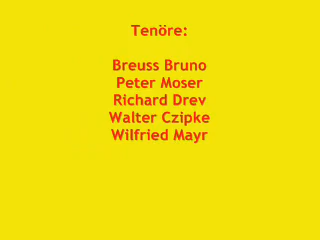 Tenöre:
Breuss Bruno
Peter Moser
Richard Drev
Walter Czipke
Wilfried Mayr